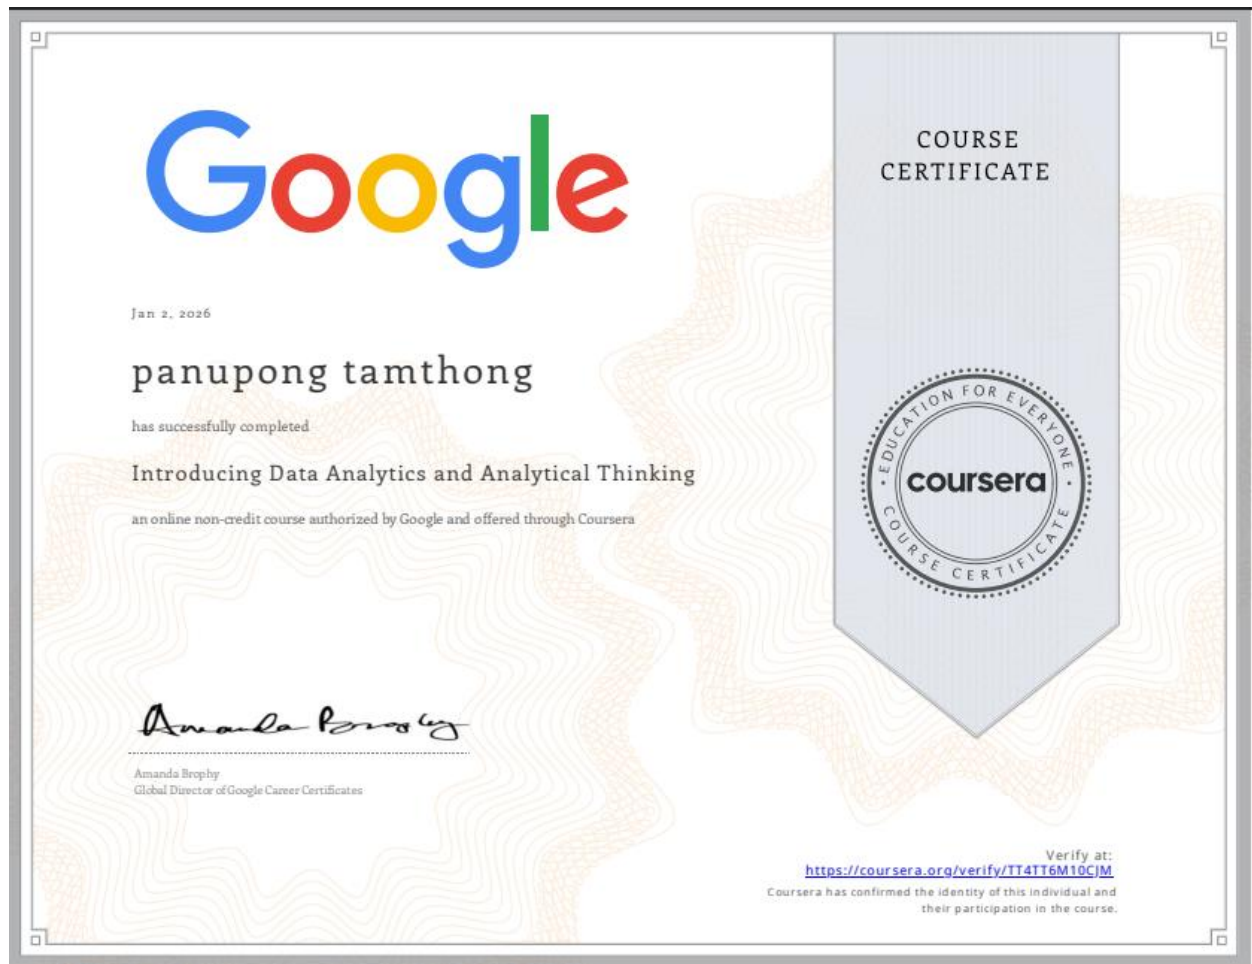 Google
COURSE
CERTIFICATE
Jan 2, 2026
panupong tamthong
has successfully completed
Introducing Data Analytics and Analytical Thinking
an online non-credit course authorized by Google and offered through Coursera
EDUCATION FOR EVERYONE
coursera
COURSE CERTIFICATE
Amanda Brophy
Amanda Brophy
Global Director of Google Career Certificates
Verify at:
https://coursera.org/verify/TT4TT6M10CJM
Coursera has confirmed the identity of this individual and
their participation in the course.